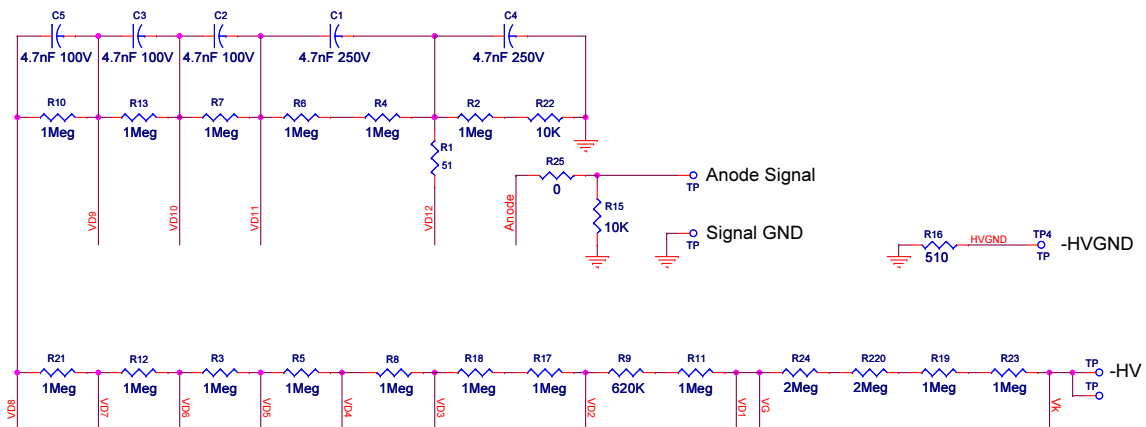 C5 C3 C2 C1 C4
4.7nF 100V 4.7nF 100V 4.7nF 100V 4.7nF 250V 4.7nF 250V
R10 R13 R7 R6 R4 R2 R22
1Meg 1Meg 1Meg 1Meg 1Meg 1Meg 10K
R1
51
R25
0
Anode Signal
TP
VD9
VD10
VD11
VD12
Anode
R15
10K
Signal GND
TP
R16
510
HVGND
TP4
TP
-HVGND
R21 R12 R3 R5 R8 R18 R17 R9 R11 R24 R220 R19 R23
1Meg 1Meg 1Meg 1Meg 1Meg 1Meg 1Meg 620K 1Meg 2Meg 2Meg 1Meg 1Meg
TP
-HV
TP
VD8
VD7
VD6
VD5
VD4
VD3
VD2
VD1
VG
Vk